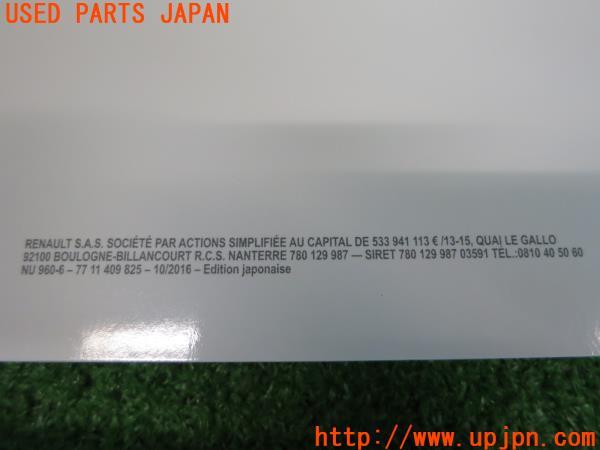 USED PARTS JAPAN
RENAULT S.A.S. SOCIÉTÉ PAR ACTIONS SIMPLIFIÉE AU CAPITAL DE 533 941 113 € /13-15, QUAI LE GALLO
92100 BOULOGNE-BILLANCOURT R.C.S. NANTERRE 780 129 987 — SIRET 780 129 987 03591 TEL.:0810 40 50 60
NU 960-6 – 77 11 409 825 – 10/2016 – Edition japonaise
http://www.upjpn.com/